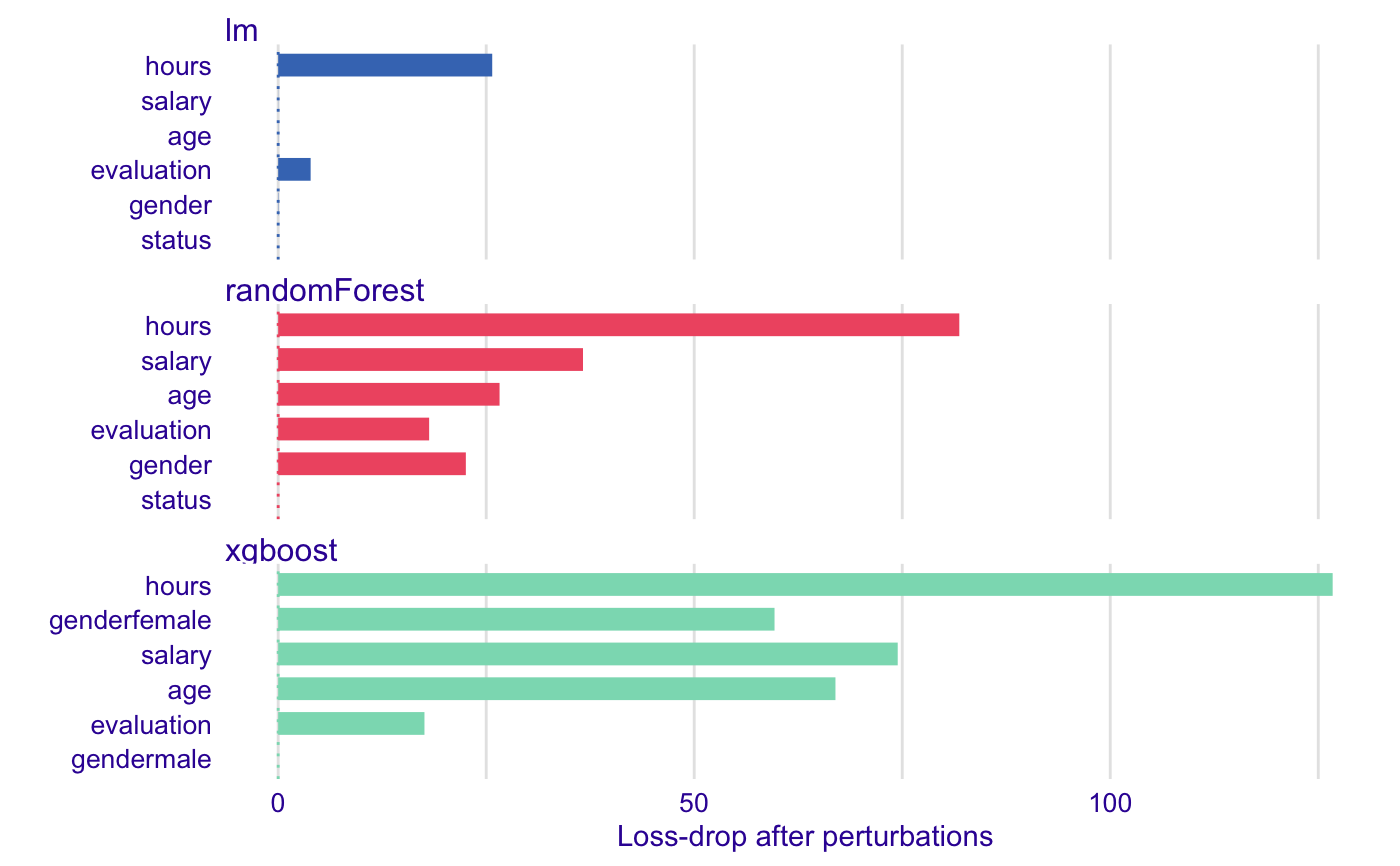 lm
hours
salary
age
evaluation
gender
status
randomForest
hours
salary
age
evaluation
gender
status
xgboost
hours
genderfemale
salary
age
evaluation
gendermale
0 50 100
Loss-drop after perturbations